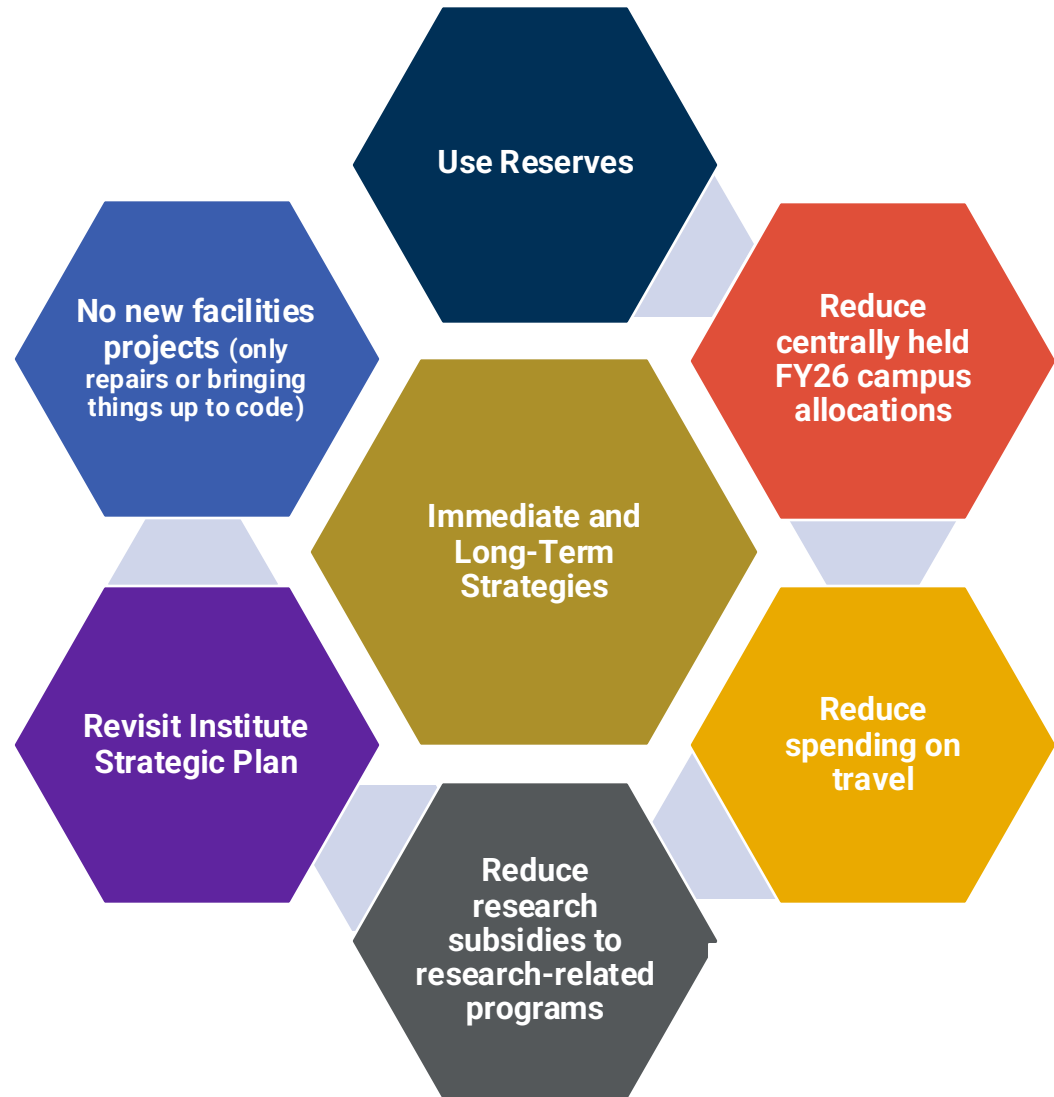 Use Reserves
Reduce
centrally held
FY26 campus
allocations
Reduce
spending on
travel
Reduce
research
subsidies to
research-related
programs
Revisit Institute
Strategic Plan
No new facilities
projects (only
repairs or bringing
things up to code)
Immediate and
Long-Term
Strategies